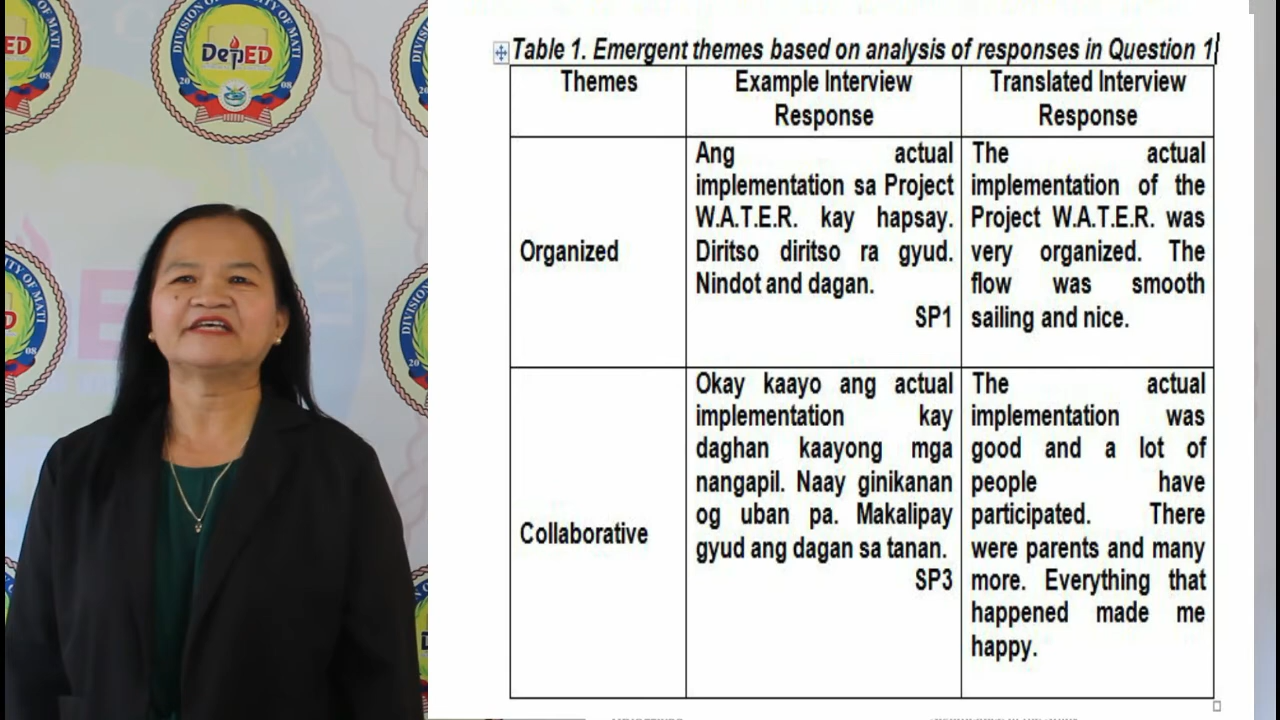 Table 1. Emergent themes based on analysis of responses in Question 1
Themes
Example Interview
Response
Translated Interview
Response
Organized
Ang actual
implementation sa Project
W.A.T.E.R. kay hapsay.
Diritso diritso ra gyud.
Nindot and dagan.
SP1
The actual
implementation of the
Project W.A.T.E.R. was
very organized. The
flow was smooth
sailing and nice.
Collaborative
Okay kaayo ang actual
implementation kay
daghan kaayong mga
nangapil. Naay ginikanan
og uban pa. Makalipay
gyud ang dagan sa tanan.
SP3
The actual
implementation was
good and a lot of
people have
participated. There
were parents and many
more. Everything that
happened made me
happy.
DepED
20 08